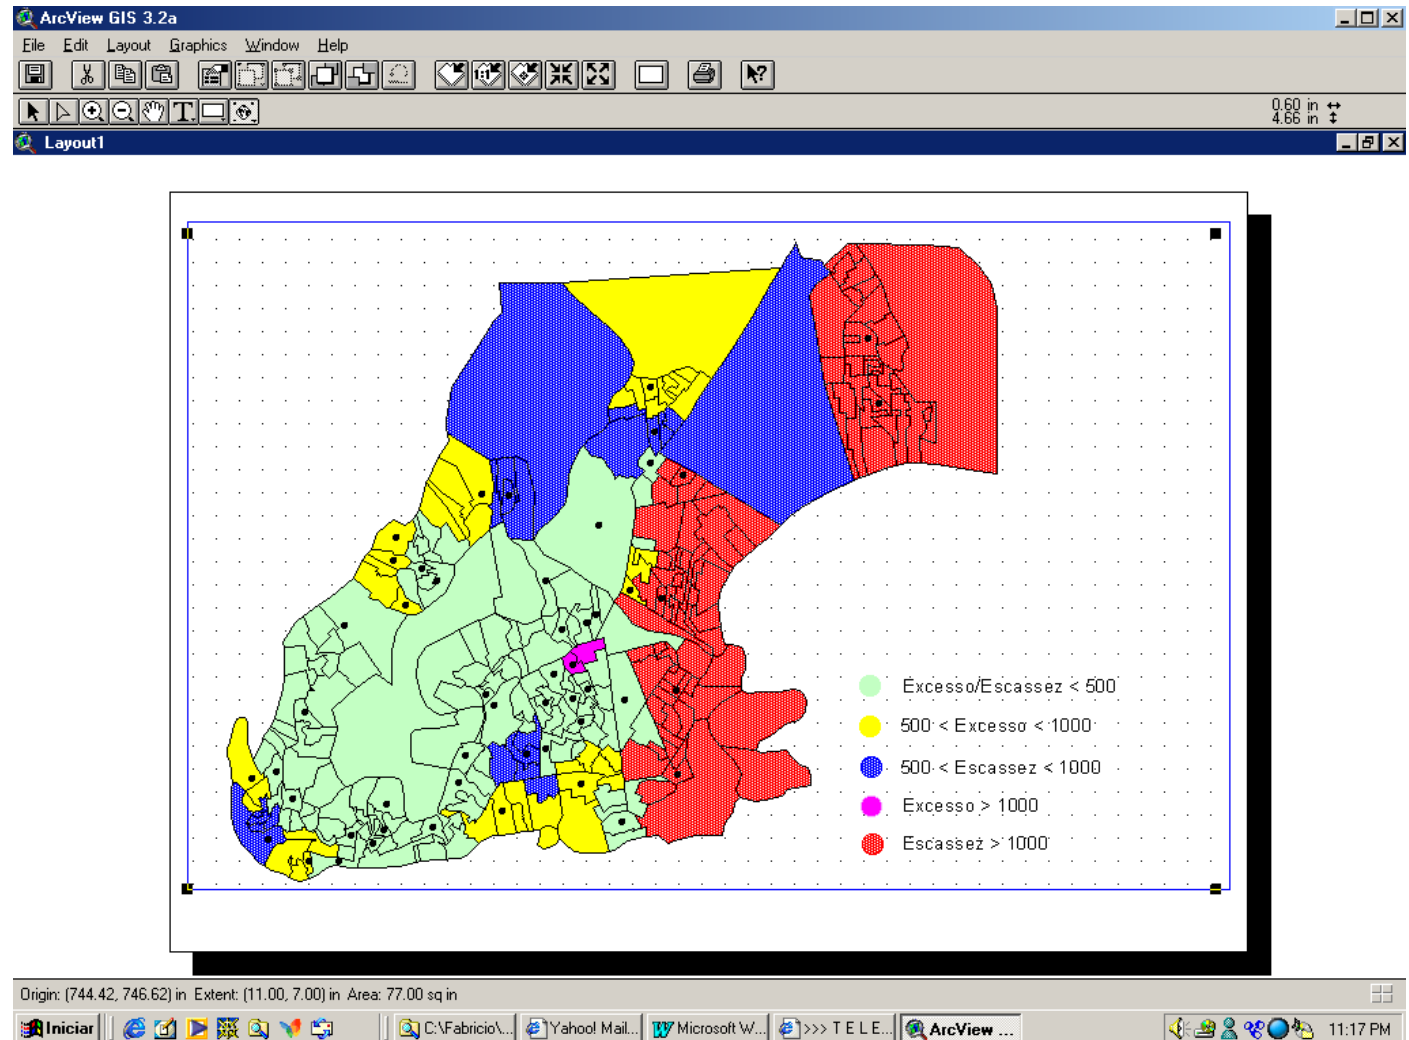 ArcView GIS 3.2a
File Edit Layout Graphics Window Help
0.60 in
4.66 in
Layout1
Excesso/Escassez < 500
500 < Excesso < 1000
500 < Escassez < 1000
Excesso > 1000
Escassez > 1000
Origin: (744.42, 746.62) in Extent: (11.00, 7.00) in Area: 77.00 sq in
Iniciar C:\Fabricio\... Yahoo! Mail... Microsoft W... >>> T E L E... ArcView ... 11:17 PM